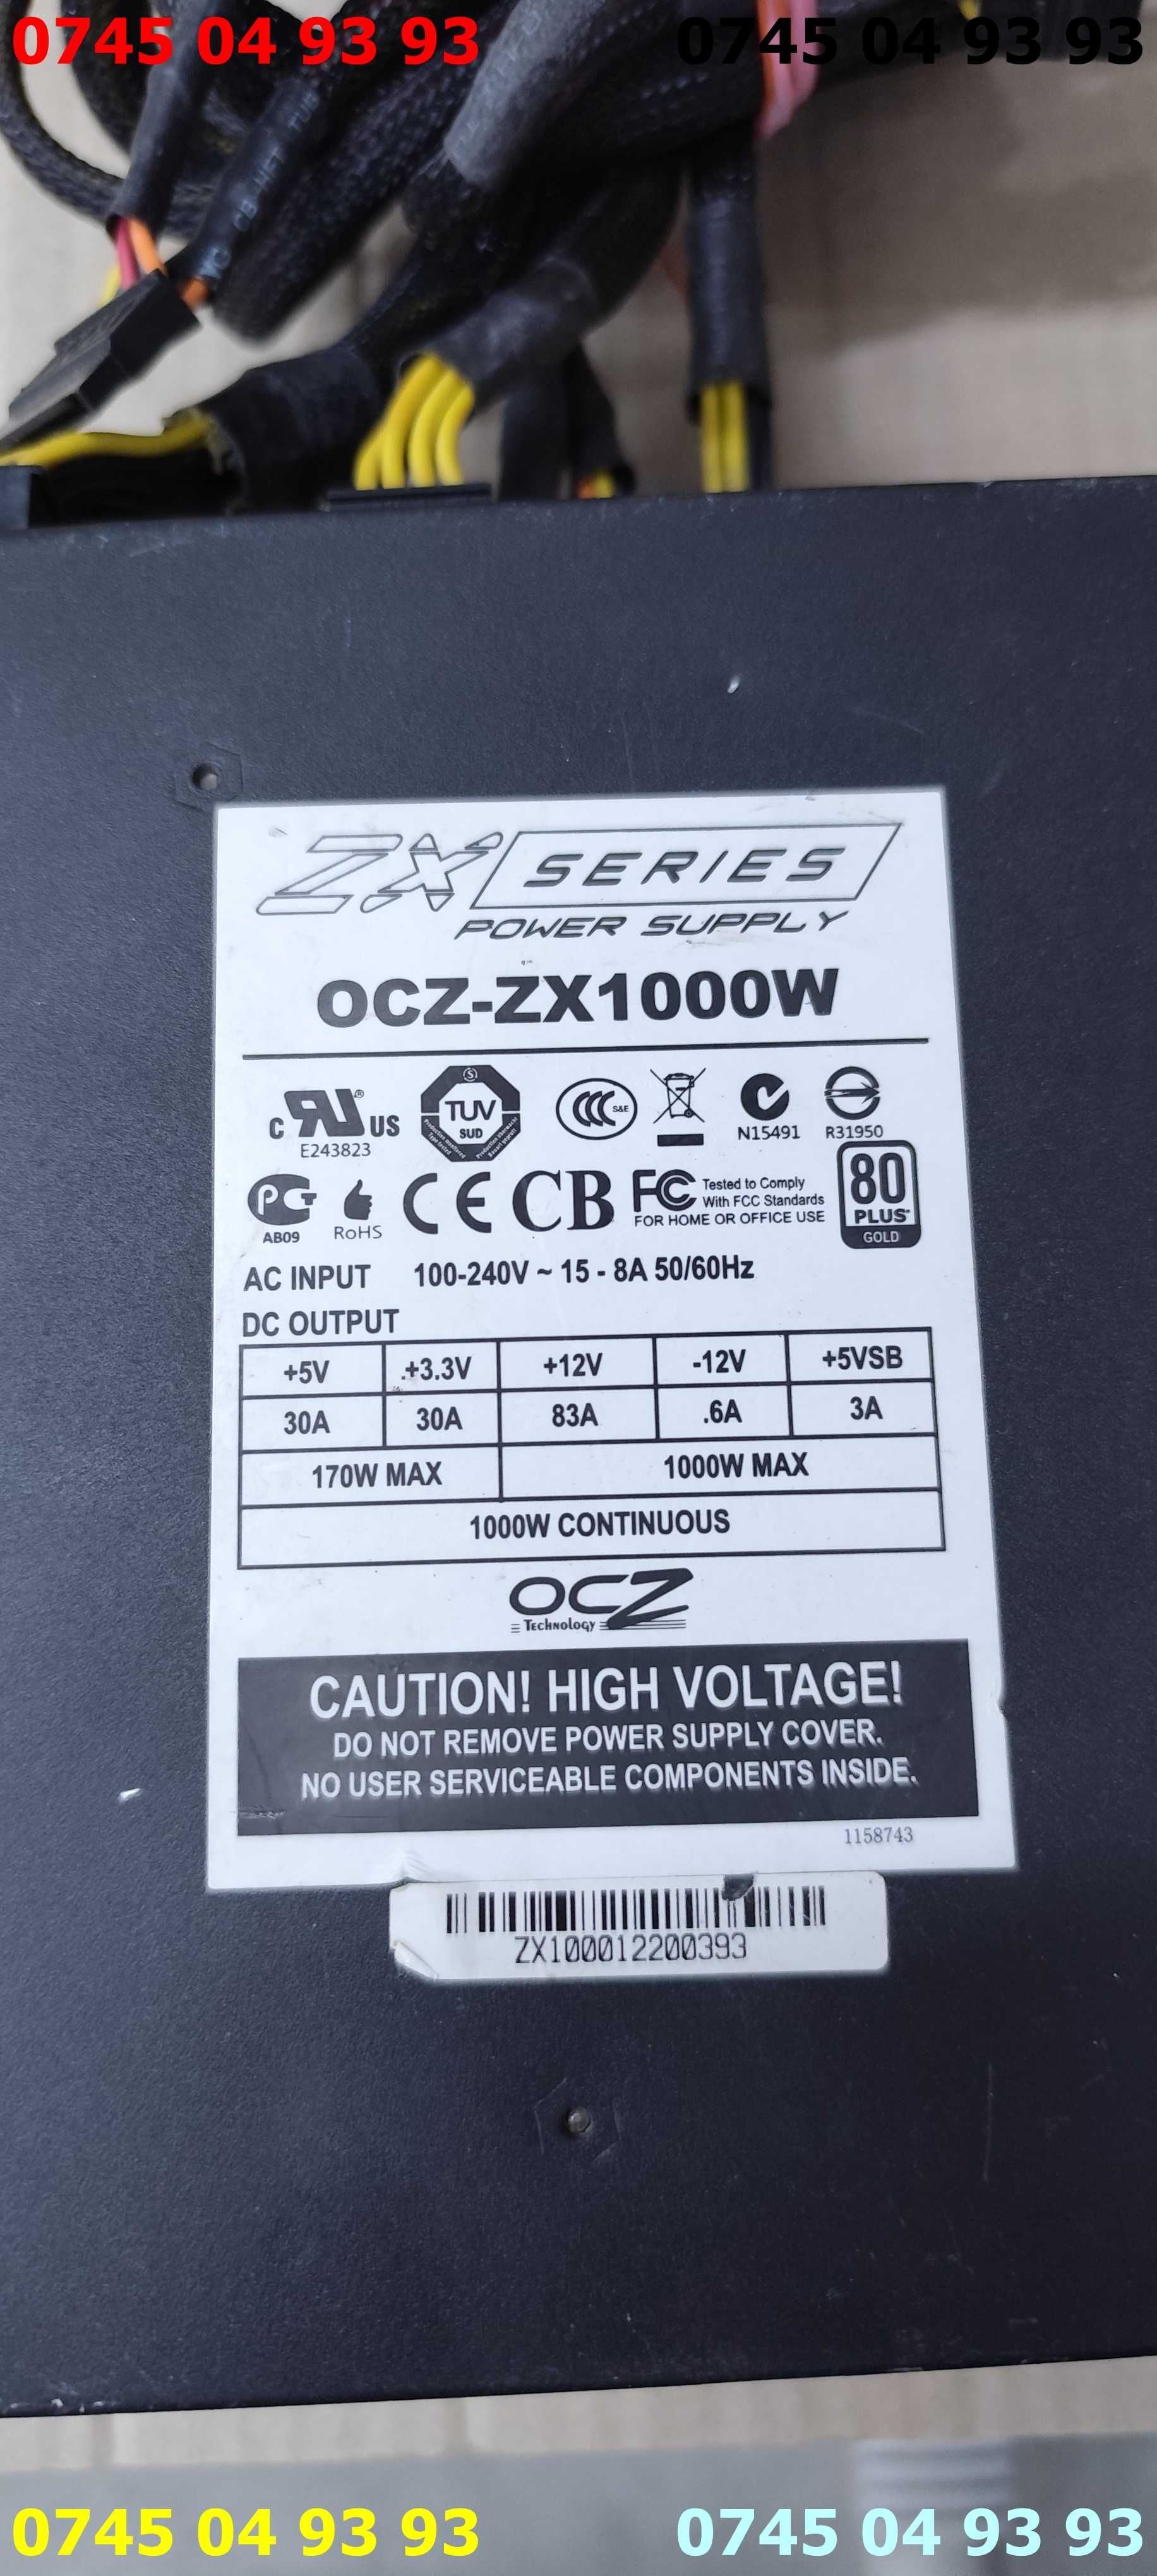 0745 04 93 93 0745 04 93 93
ZX SERIES
POWER SUPPLY
OCZ-ZX1000W
c RU US E243823
TUV SUD
CCC S&E
N15491
R31950
PCT AB09
RoHS
CE CB FC Tested to Comply
With FCC Standards
FOR HOME OR OFFICE USE
80 PLUS GOLD
AC INPUT 100-240V ~ 15 - 8A 50/60Hz
DC OUTPUT
+5V +3.3V +12V -12V +5VSB
30A 30A 83A .6A 3A
170W MAX 1000W MAX
1000W CONTINUOUS
OCZ
Technology
CAUTION! HIGH VOLTAGE!
DO NOT REMOVE POWER SUPPLY COVER.
NO USER SERVICEABLE COMPONENTS INSIDE.
1158743
ZX100012200393
0745 04 93 93 0745 04 93 93